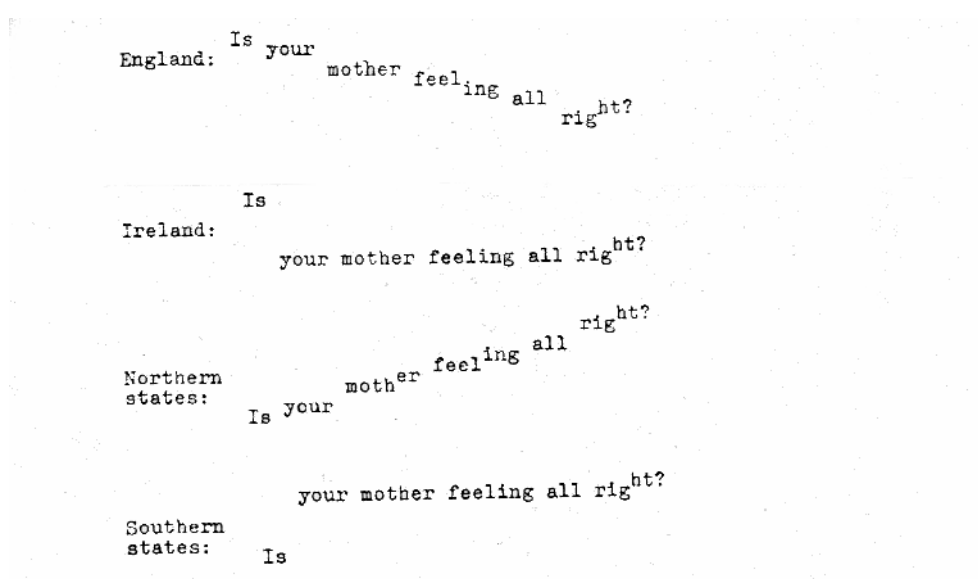 England: Is your mother feeling all right?
Is
Ireland:
your mother feeling all right?
Northern
states: Is your mother feeling all right?
your mother feeling all right?
Southern
states: Is